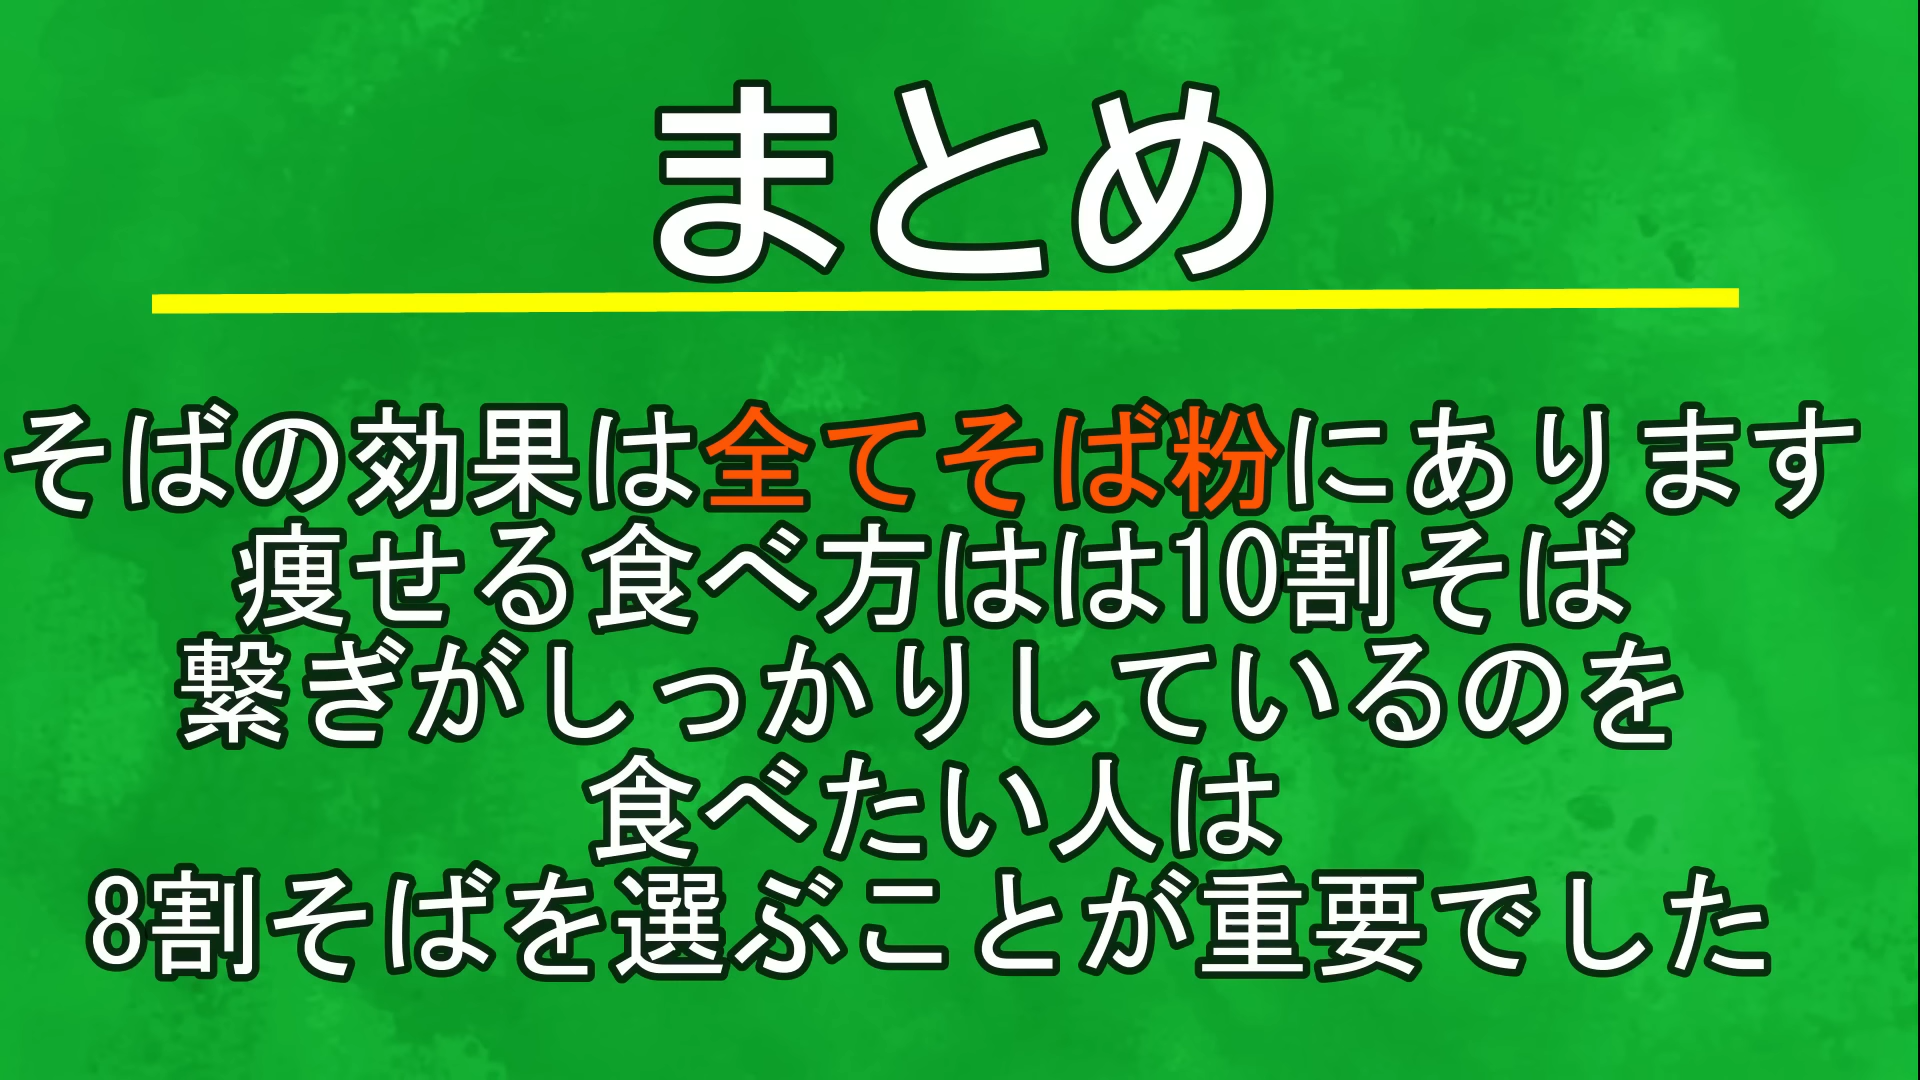 まとめ
そばの効果は全てそば粉にあります
痩せる食べ方はは10割そば
繋ぎがしっかりしているのを
食べたい人は
8割そばを選ぶことが重要でした